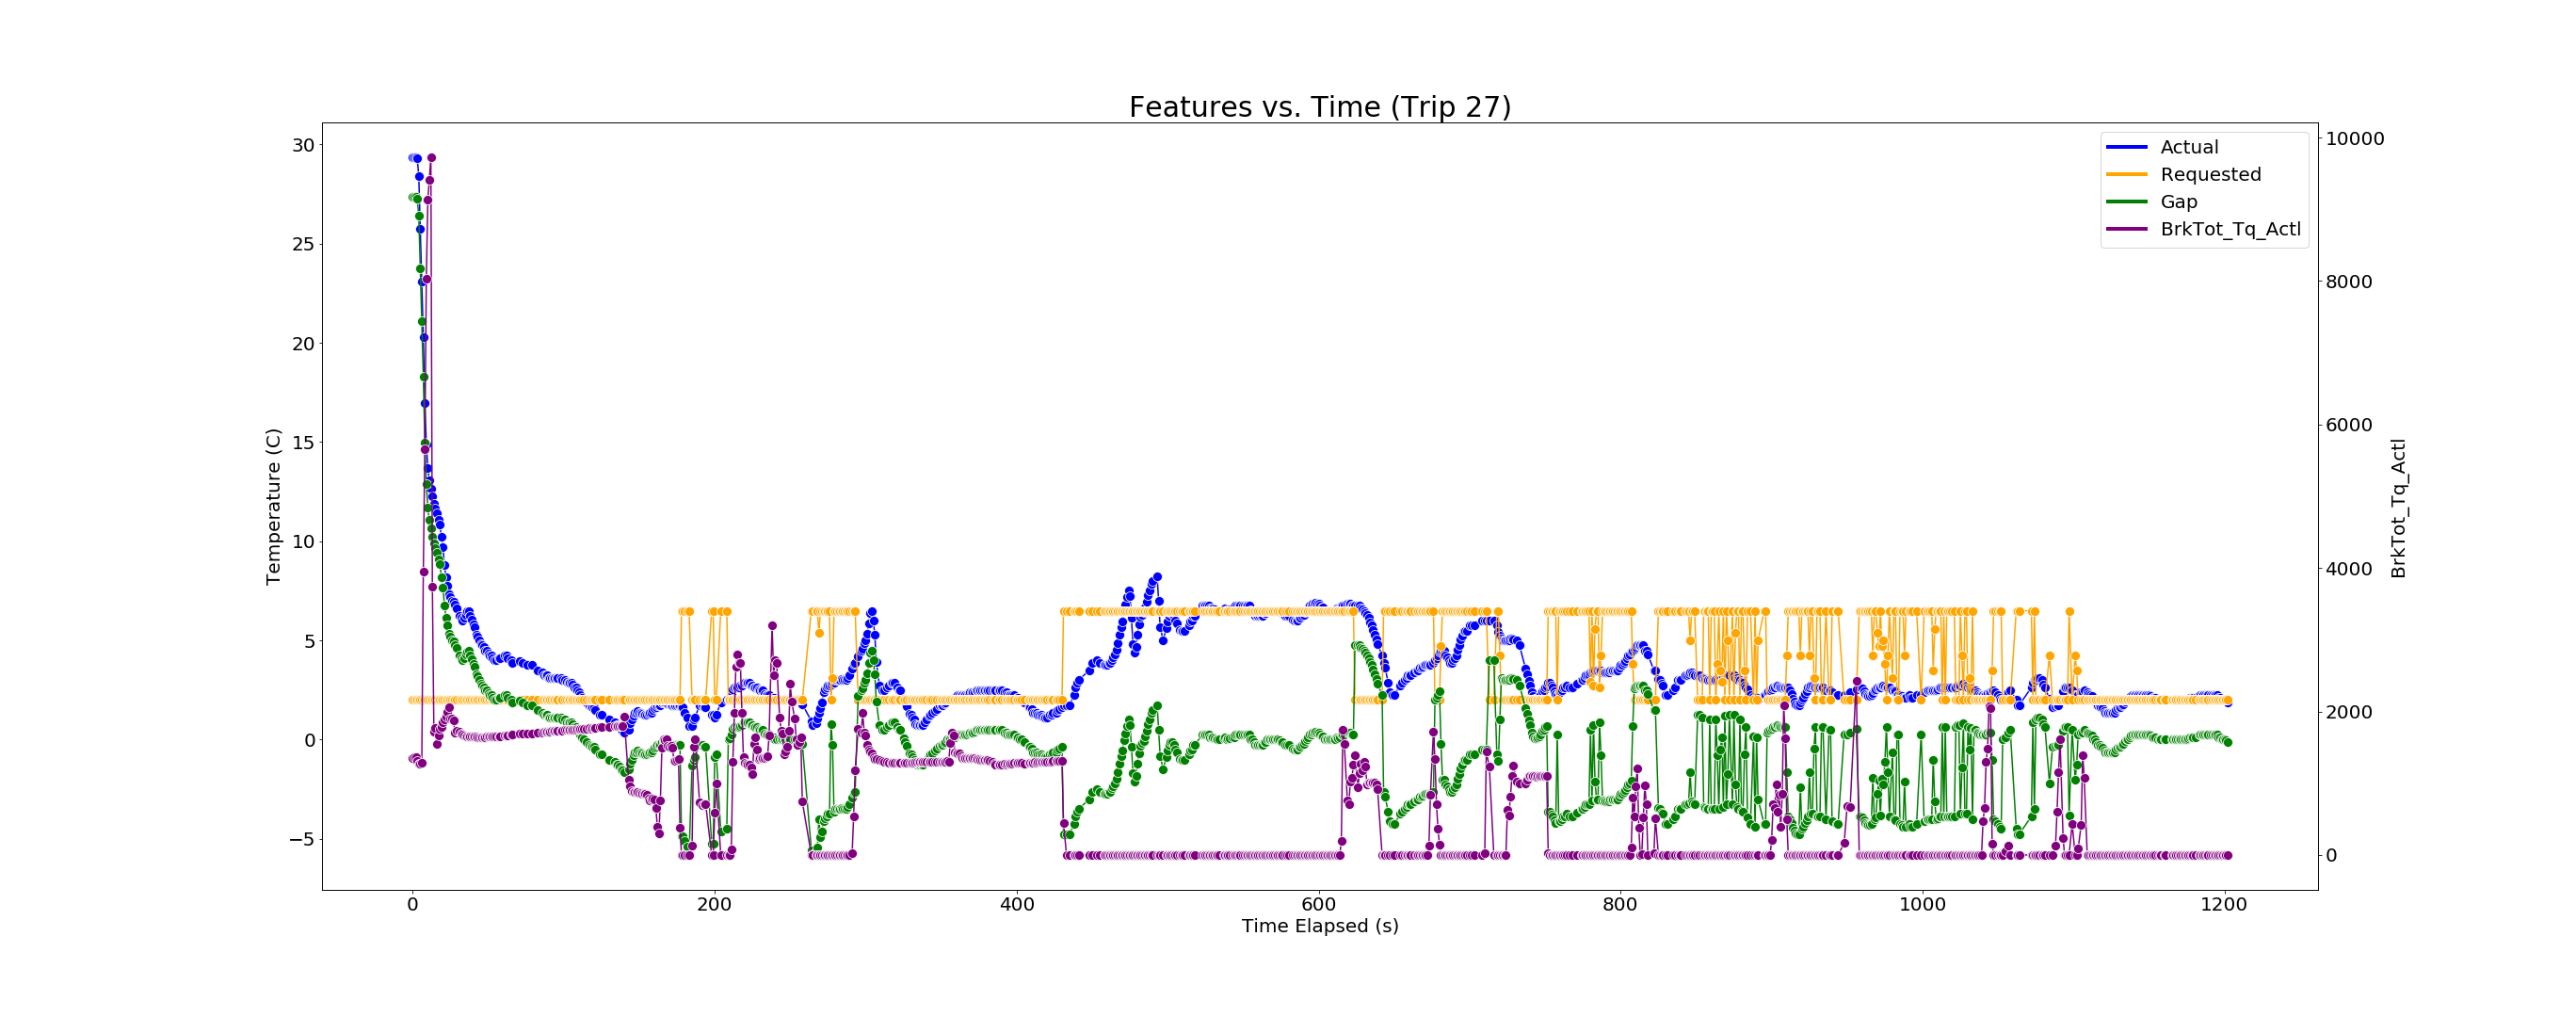 Features vs. Time (Trip 27)
30
25
20
15
10
5
0
−5
Temperature (C)
10000
8000
6000
4000
2000
0
BrkTot_Tq_Actl
Actual
Requested
Gap
BrkTot_Tq_Actl
0 200 400 600 800 1000 1200
Time Elapsed (s)